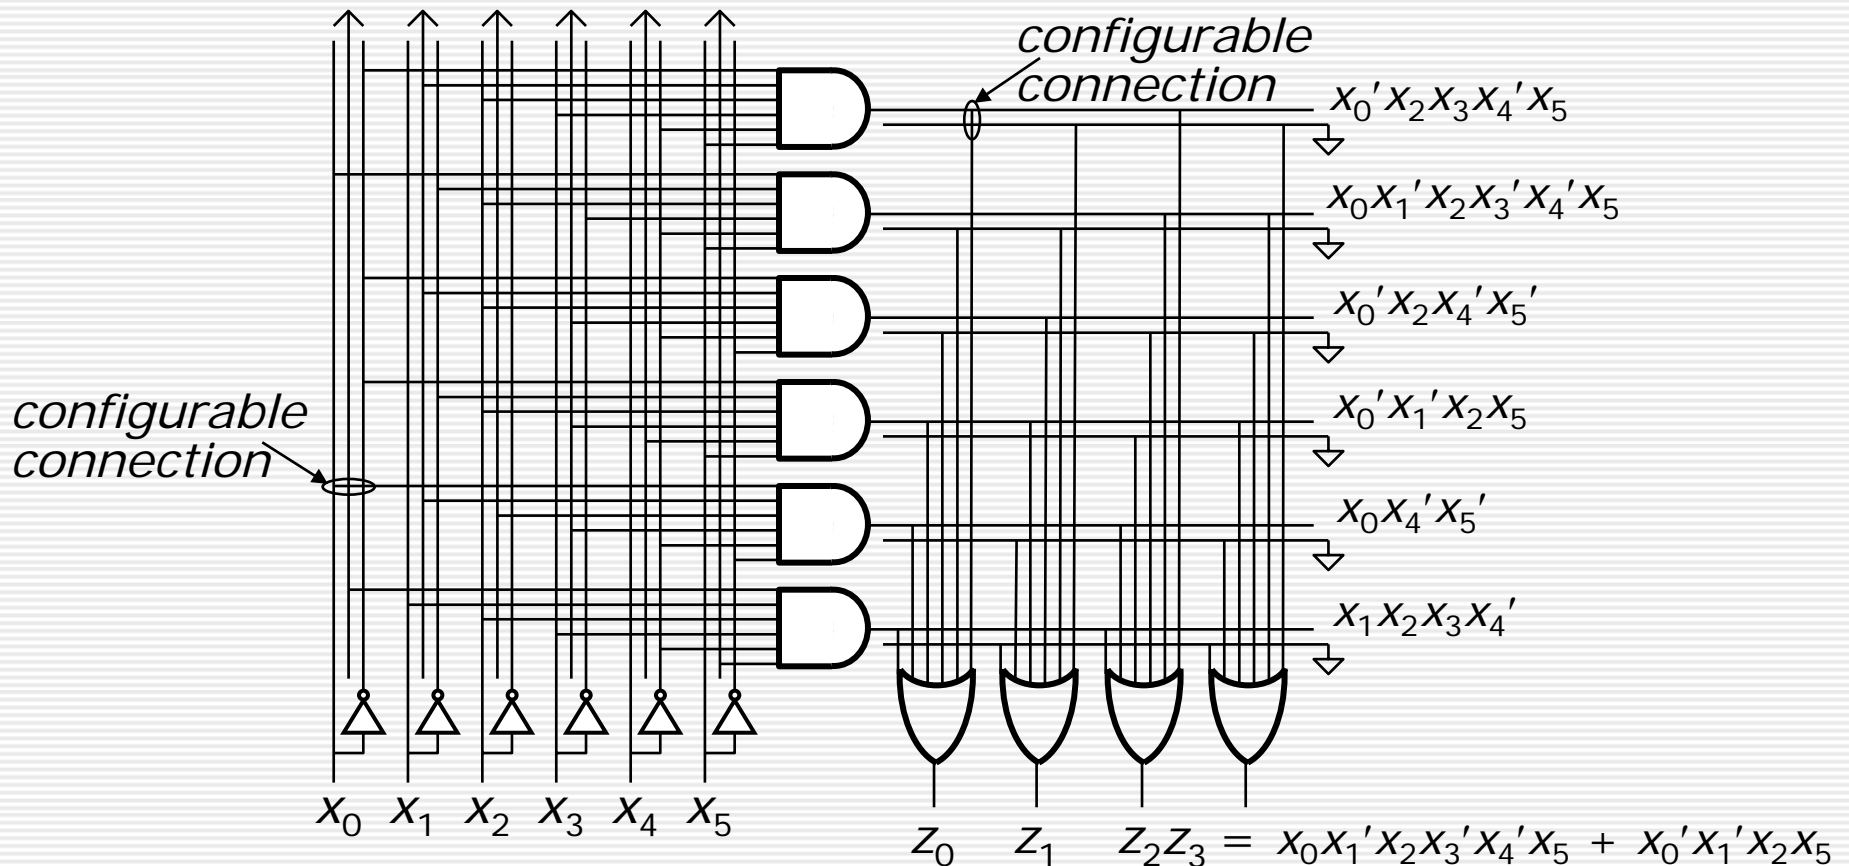 configurable
connection
x₀'x₂x₃x₄'x₅
x₀x₁'x₂x₃'x₄'x₅
x₀'x₂x₄'x₅'
configurable
connection
x₀'x₁'x₂x₅
x₀x₄'x₅'
x₁x₂x₃x₄'
x₀ x₁ x₂ x₃ x₄ x₅
z₀ z₁ z₂z₃ = x₀x₁'x₂x₃'x₄'x₅ + x₀'x₁'x₂x₅